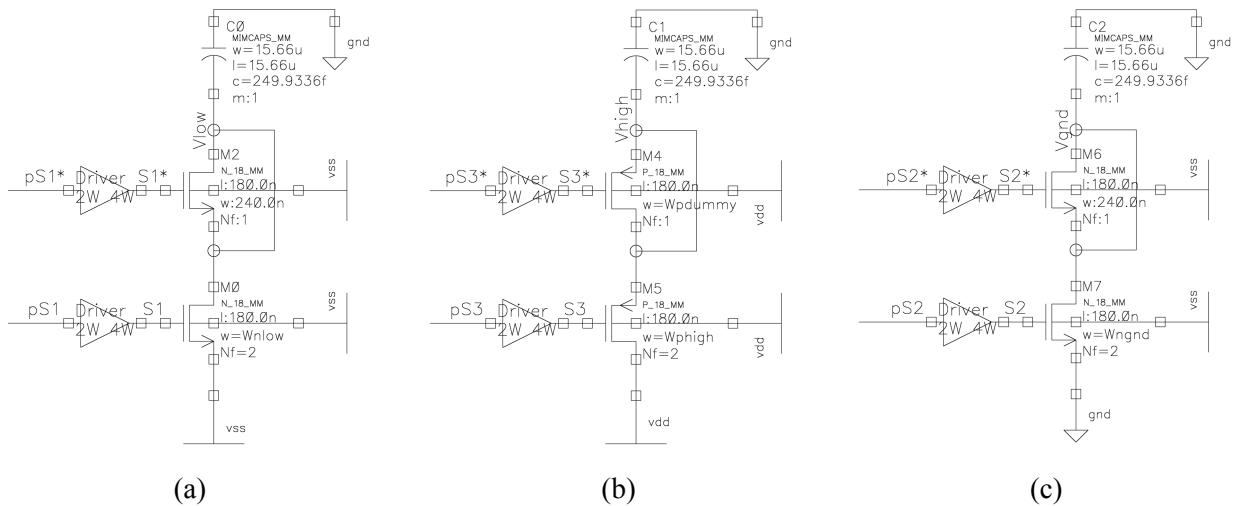 C0
MIMCAPS_MM
w=15.66u
l=15.66u
c=249.9336f
m:1
gnd
Vlow
M2
N_18_MM
l:180.0n
w:240.0n
Nf:1
vss
pS1*
Driver
2W 4W
S1*
M0
N_18_MM
l:180.0n
w=Wnlow
Nf=2
vss
pS1
Driver
2W 4W
S1
vss
(a)
C1
MIMCAPS_MM
w=15.66u
l=15.66u
c=249.9336f
m:1
gnd
Vhigh
M4
P_18_MM
l:180.0n
w=Wpdummy
Nf:1
vdd
pS3*
Driver
2W 4W
S3*
M5
P_18_MM
l:180.0n
w=Wphigh
Nf=2
vdd
pS3
Driver
2W 4W
S3
vdd
(b)
C2
MIMCAPS_MM
w=15.66u
l=15.66u
c=249.9336f
m:1
gnd
Vgnd
M6
N_18_MM
l:180.0n
w:240.0n
Nf:1
vss
pS2*
Driver
2W 4W
S2*
M7
N_18_MM
l:180.0n
w=Wngnd
Nf=2
vss
pS2
Driver
2W 4W
S2
gnd
(c)